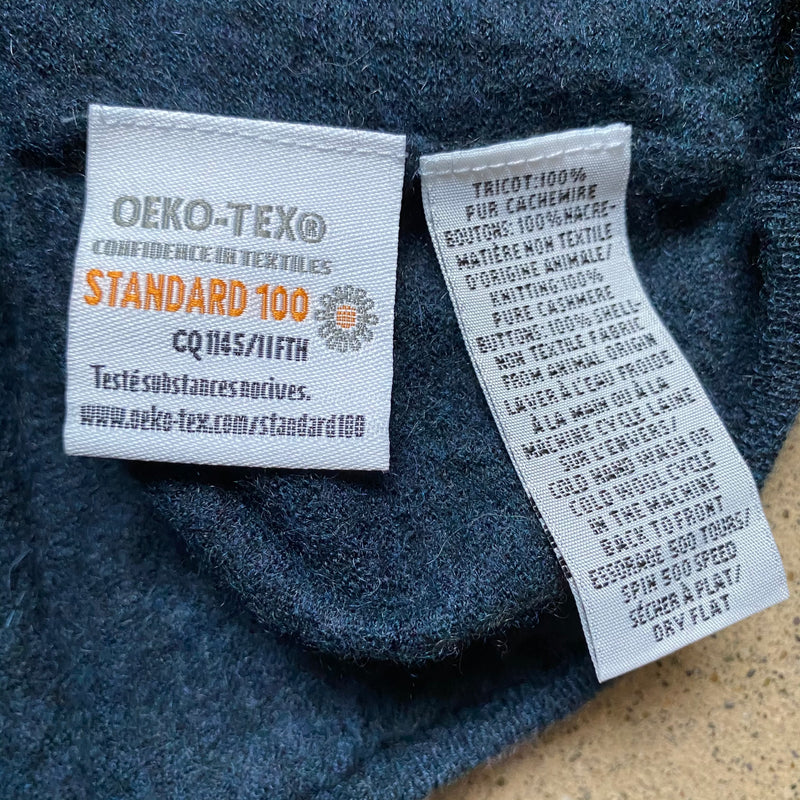 OEKO-TEX®
CONFIDENCE IN TEXTILES
STANDARD 100
CQ 1145/1 IFTH
Testé substances nocives.
www.oeko-tex.com/standard100
TRICOT:100%
PUR CACHEMIRE
BOUTONS:100% NACRE-
MATIÈRE NON TEXTILE
D'ORIGINE ANIMALE/
KNITTING:100%
PURE CASHMERE
BUTTONS:100% SHELL
NON TEXTILE FABRIC
FROM ANIMAL ORIGIN
LAVER À L'EAU FROIDE,
À LA MAIN OU À LA
MACHINE CYCLE LAINE
SUR L'ENVERS/
COLD HAND-WASH OR
COLD WOOL CYCLE
IN THE MACHINE
BACK TO FRONT
ESSORAGE 500 TOURS/
SPIN 500 SPEED
SÉCHER À PLAT/
DRY FLAT